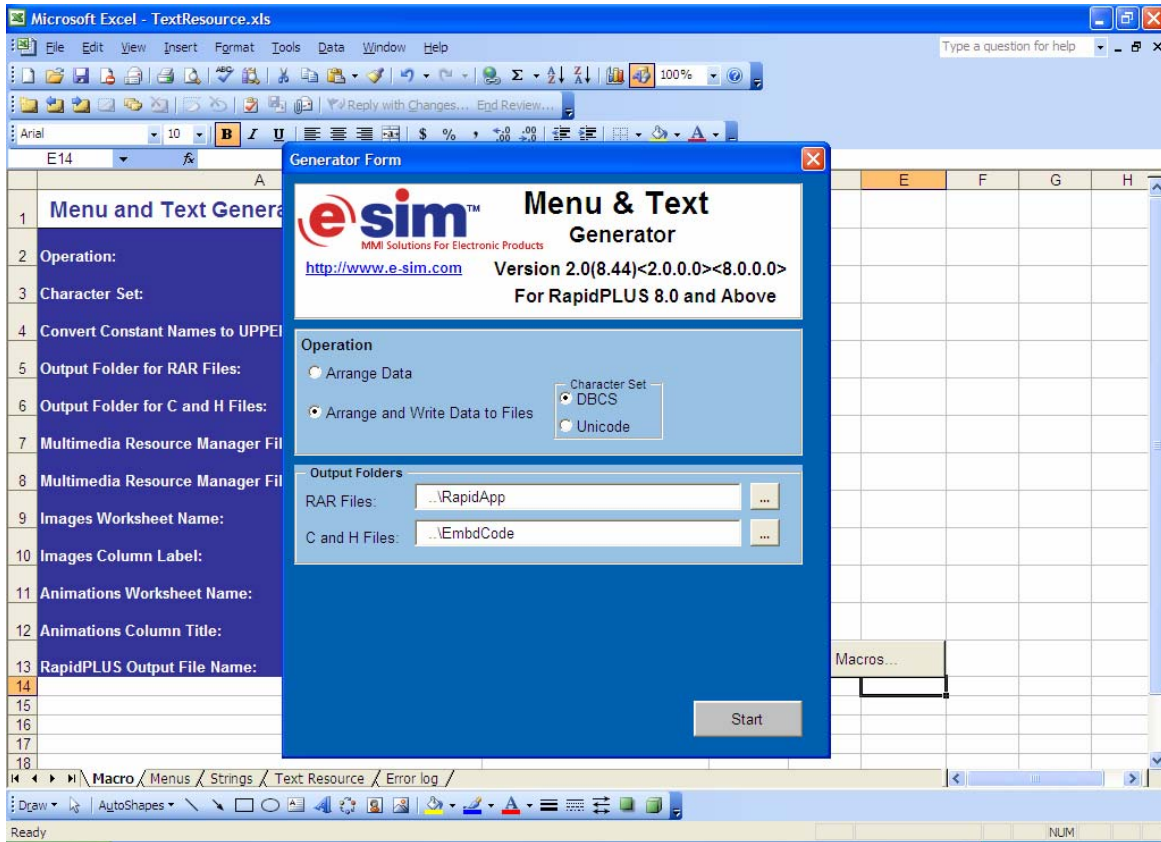 Microsoft Excel - TextResource.xls
File Edit View Insert Format Tools Data Window Help
Type a question for help
100%
Reply with Changes... End Review...
Arial 10 B I U $ % ,
E14 fx
Generator Form
A E F G H
e sim™
MMI Solutions For Electronic Products
http://www.e-sim.com
Menu & Text
Generator
Version 2.0(8.44)<2.0.0.0><8.0.0.0>
For RapidPLUS 8.0 and Above
Operation
Arrange Data
Arrange and Write Data to Files
Character Set
DBCS
Unicode
Output Folders
RAR Files: ..\RapidApp ...
C and H Files: ..\EmbdCode ...
Start
1 Menu and Text Genera
2 Operation:
3 Character Set:
4 Convert Constant Names to UPPE
5 Output Folder for RAR Files:
6 Output Folder for C and H Files:
7 Multimedia Resource Manager Fil
8 Multimedia Resource Manager Fil
9 Images Worksheet Name:
10 Images Column Label:
11 Animations Worksheet Name:
12 Animations Column Title:
13 RapidPLUS Output File Name:
Macros...
14
15
16
17
18
Macro / Menus / Strings / Text Resource / Error log /
Draw AutoShapes
Ready NUM